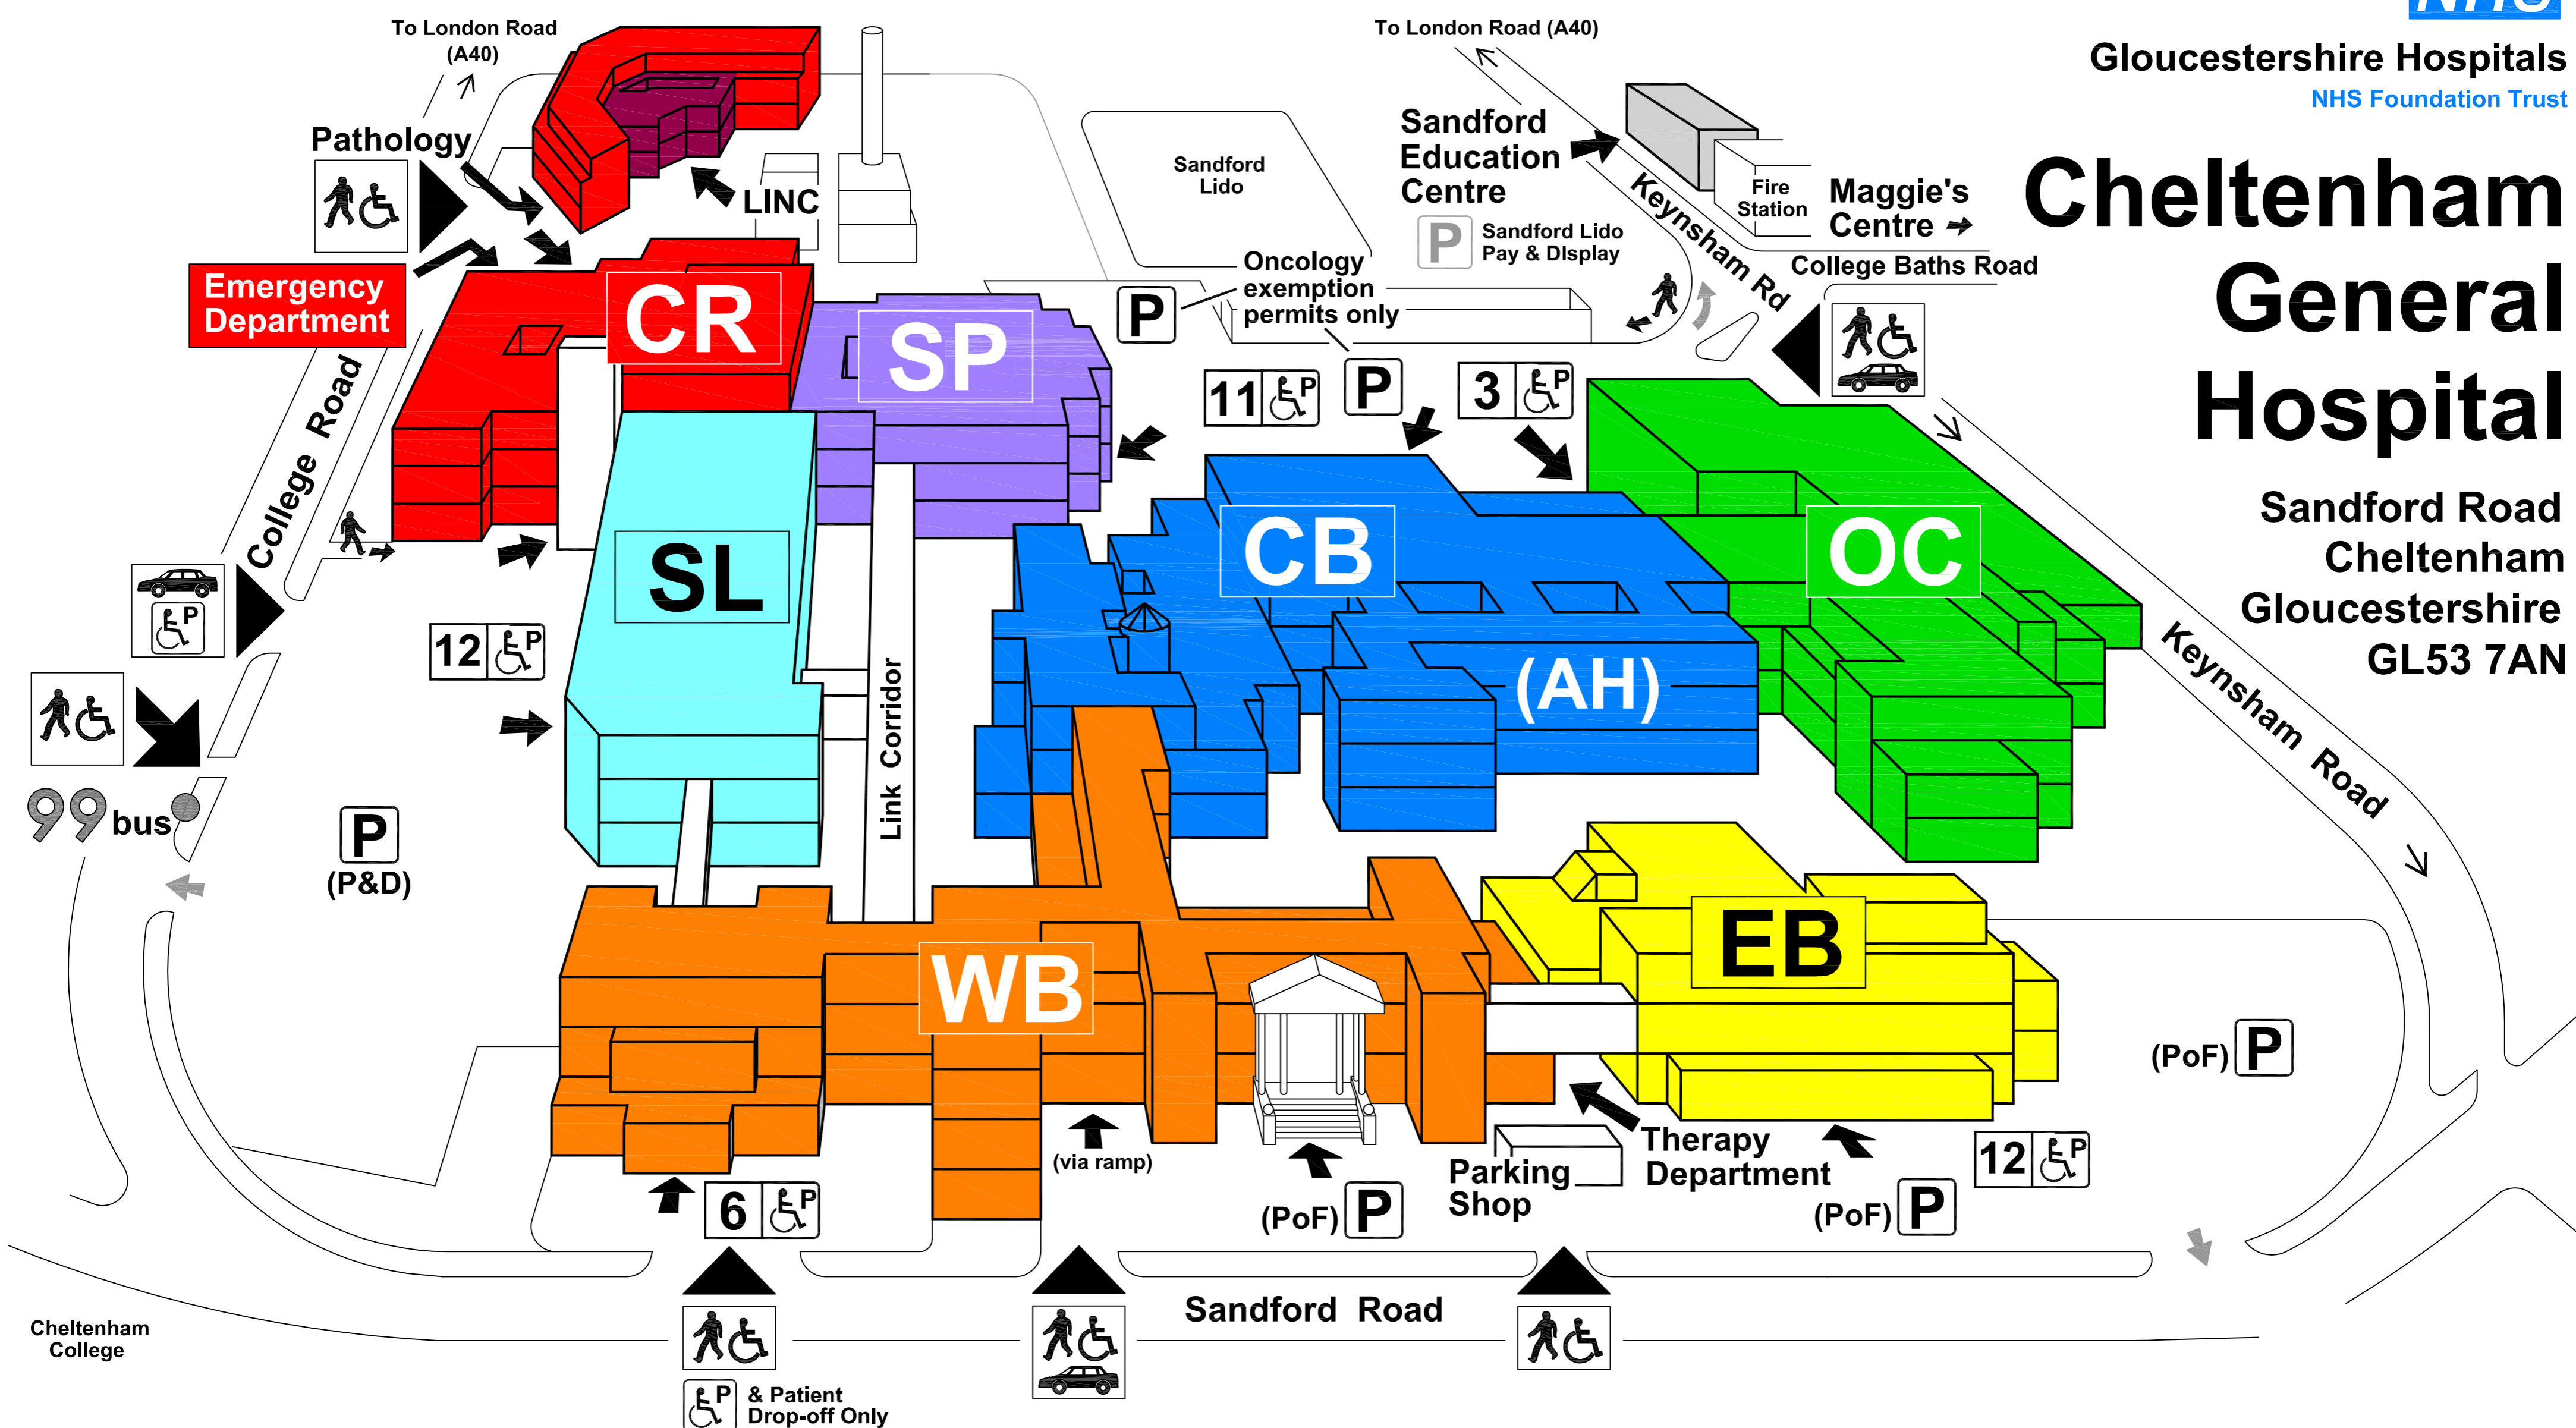 NHS
Gloucestershire Hospitals
NHS Foundation Trust
Cheltenham
General
Hospital
Sandford Road
Cheltenham
Gloucestershire
GL53 7AN
To London Road
(A40)
To London Road (A40)
Pathology
LINC
Emergency
Department
College Road
Sandford
Lido
Sandford
Education
Centre
P
Sandford Lido
Pay & Display
Keynsham Rd
Fire
Station
Maggie's
Centre
College Baths Road
Oncology
exemption
permits only
P
P
11 P
3 P
CR
SP
SL
CB
(AH)
OC
Keynsham Road
P
12 P
99 bus
P
(P&D)
Link Corridor
WB
EB
(PoF) P
(via ramp)
6 P
(PoF) P
Parking
Shop
Therapy
Department
(PoF) P
12 P
Sandford Road
Cheltenham
College
P & Patient
Drop-off Only